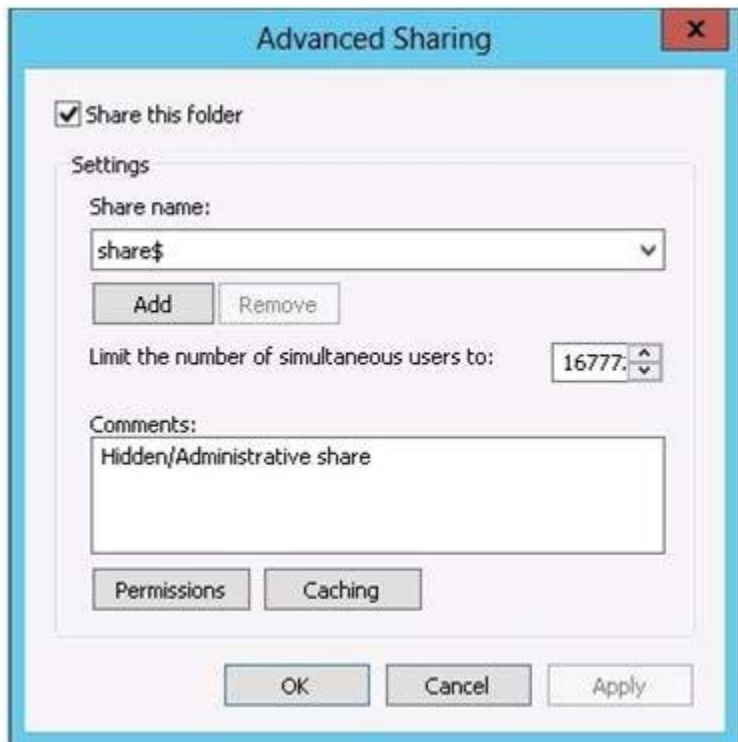 Advanced Sharing
x
Share this folder
Settings
Share name:
share$
Add Remove
Limit the number of simultaneous users to: 16777
Comments:
Hidden/Administrative share
Permissions Caching
OK Cancel Apply